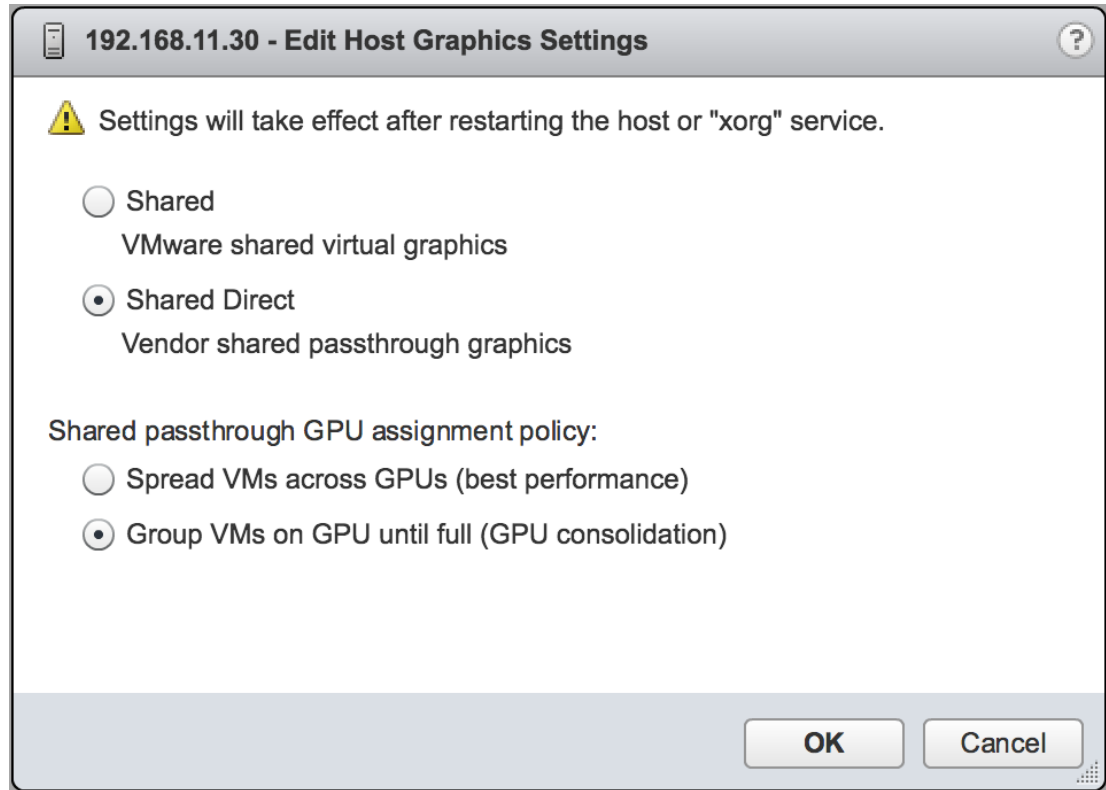 192.168.11.30 - Edit Host Graphics Settings
?
Settings will take effect after restarting the host or "xorg" service.
Shared
VMware shared virtual graphics
Shared Direct
Vendor shared passthrough graphics
Shared passthrough GPU assignment policy:
Spread VMs across GPUs (best performance)
Group VMs on GPU until full (GPU consolidation)
OK
Cancel